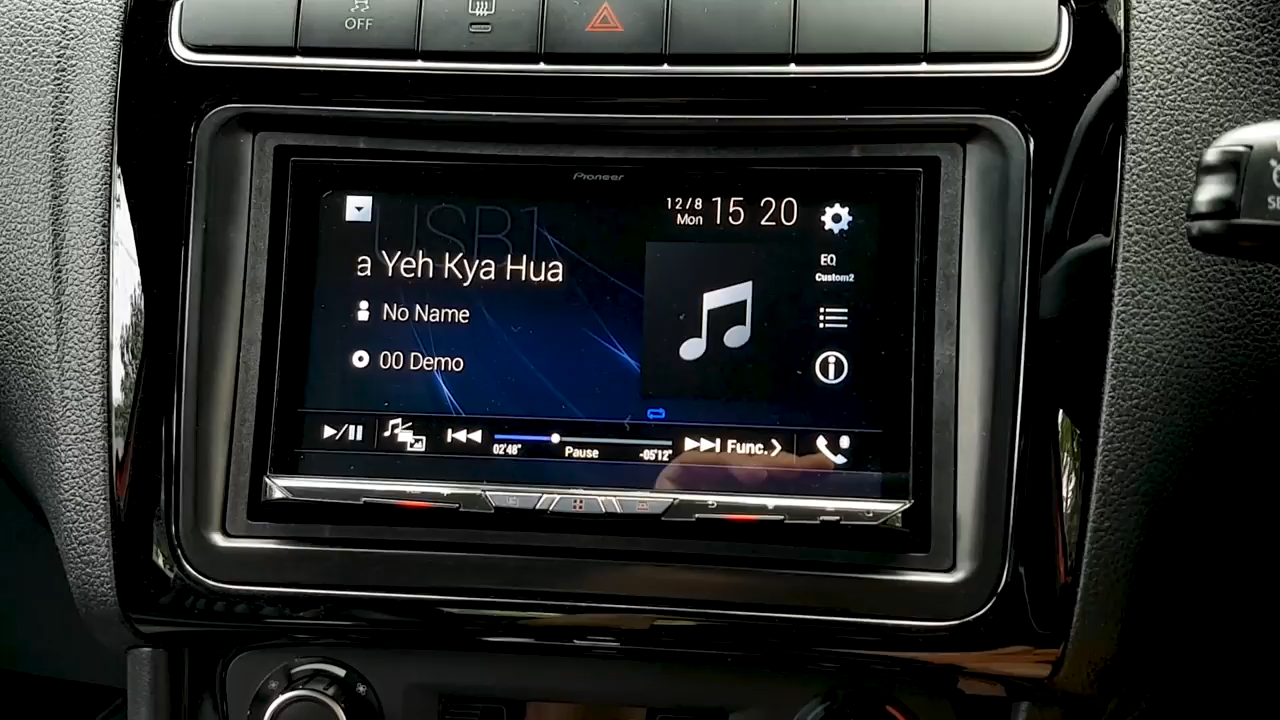 OFF
Pioneer
USB1
12/8
Mon
15 20
a Yeh Kya Hua
EQ
Custom2
No Name
00 Demo
02'48"
Pause
-05'12"
Func.